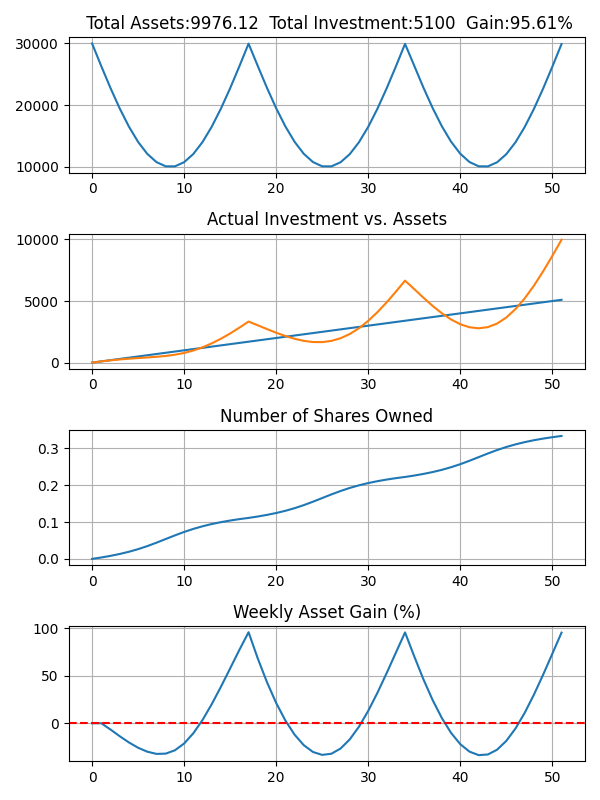 Total Assets:9976.12  Total Investment:5100  Gain:95.61%
30000
20000
10000
0 10 20 30 40 50
Actual Investment vs. Assets
10000
5000
0
0 10 20 30 40 50
Number of Shares Owned
0.3
0.2
0.1
0.0
0 10 20 30 40 50
Weekly Asset Gain (%)
100
50
0
0 10 20 30 40 50